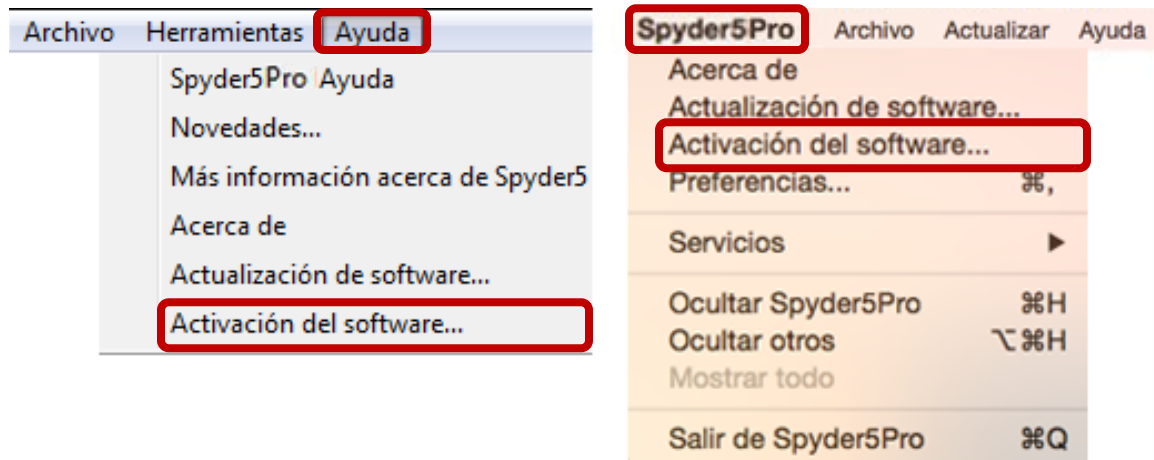 Archivo Herramientas Ayuda
Spyder5Pro Ayuda
Novedades...
Más información acerca de Spyder5
Acerca de
Actualización de software...
Activación del software...
Spyder5Pro Archivo Actualizar Ayuda
Acerca de
Actualización de software...
Activación del software...
Preferencias... ⌘,
Servicios ▶
Ocultar Spyder5Pro ⌘H
Ocultar otros ⌥⌘H
Mostrar todo
Salir de Spyder5Pro ⌘Q